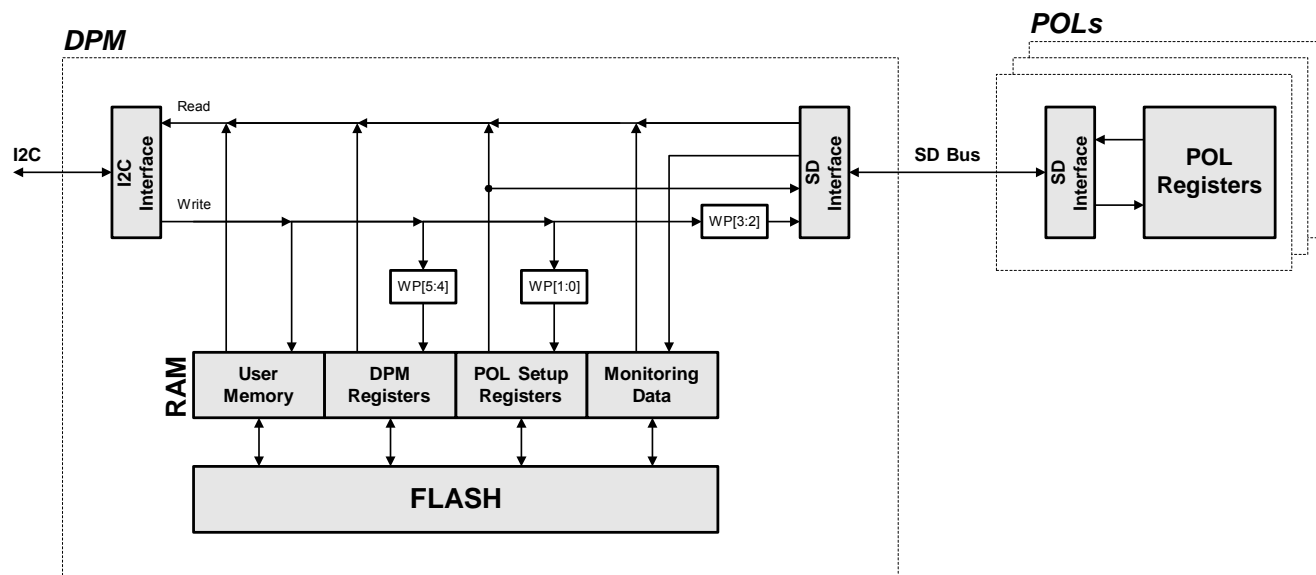 DPM
POLs
Read
I2C
I2C
Interface
Write
SD
Interface
SD Bus
SD
Interface
POL
Registers
WP[3:2]
WP[5:4]
WP[1:0]
RAM
User
Memory
DPM
Registers
POL Setup
Registers
Monitoring
Data
FLASH